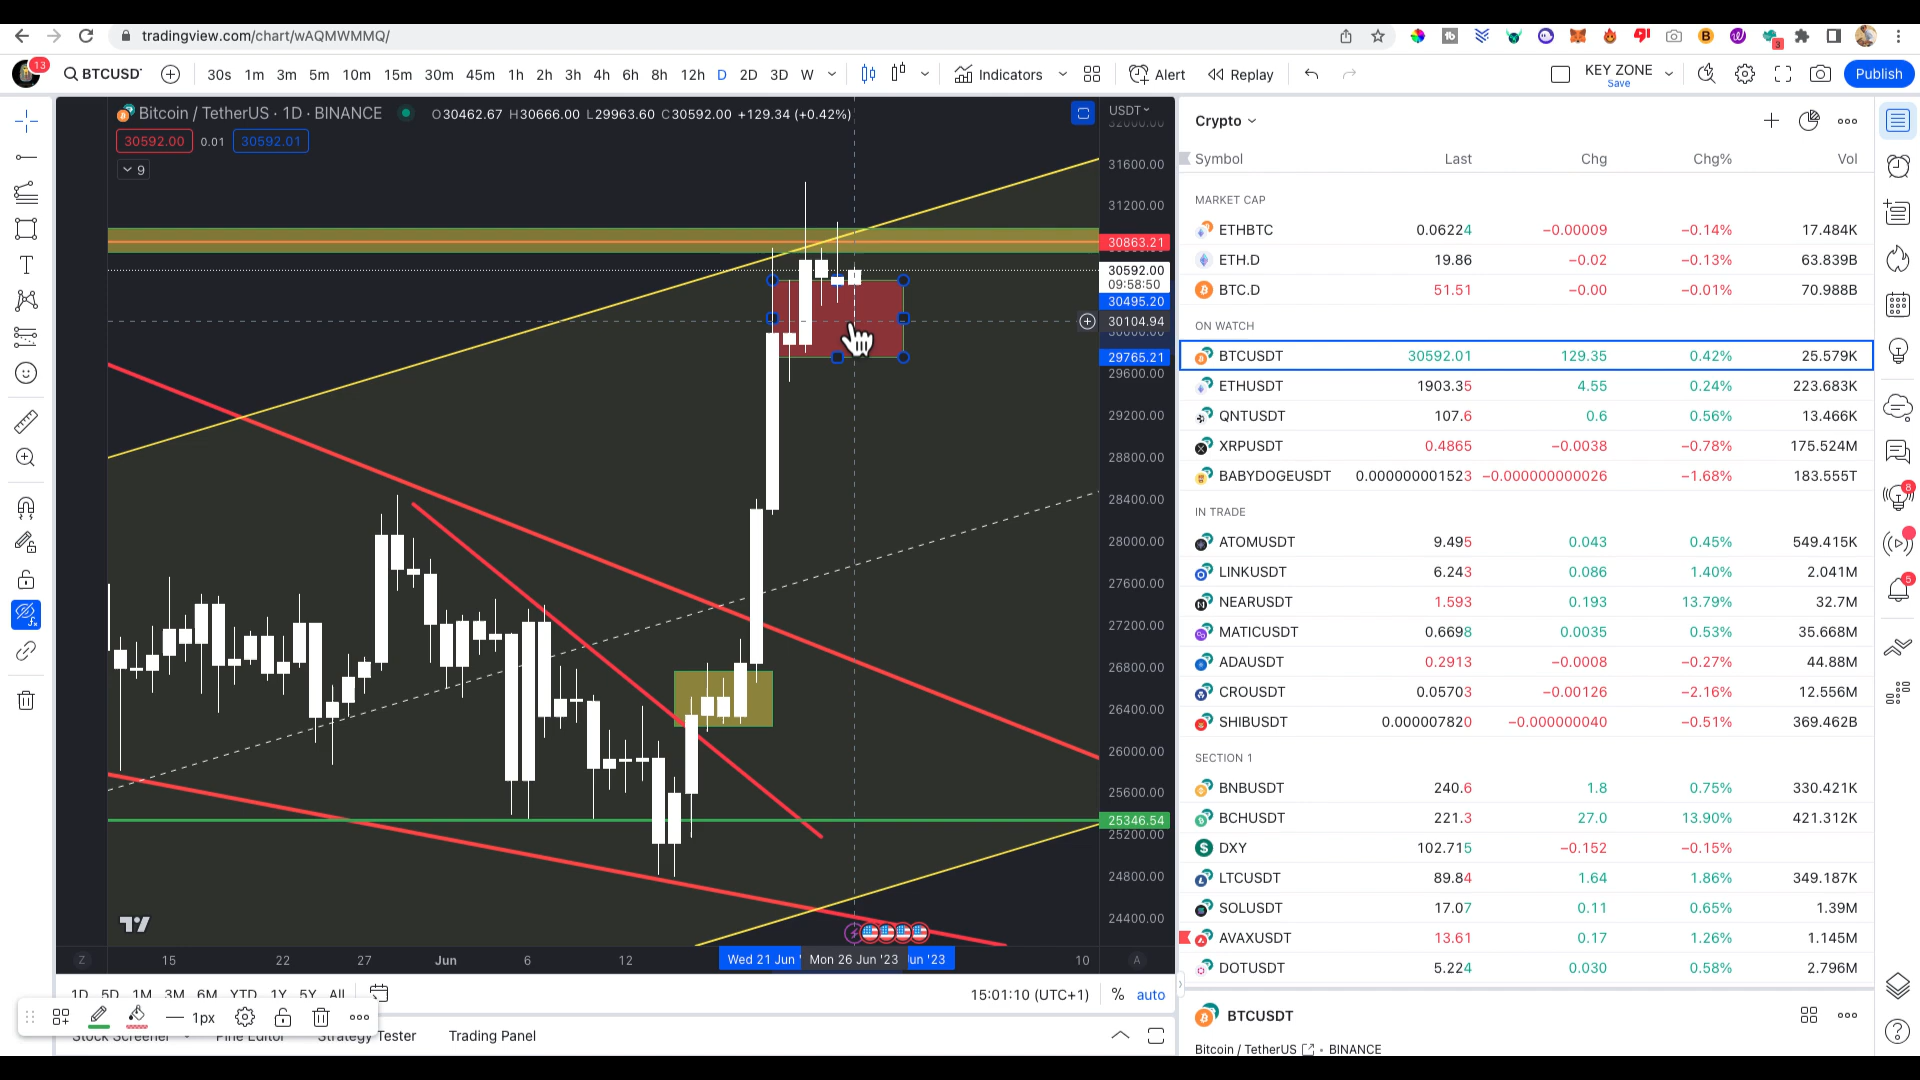 tradingview.com/chart/wAQMWMMQ/
13 BTCUSD 30s 1m 3m 5m 10m 15m 30m 45m 1h 2h 3h 4h 6h 8h 12h D 2D 3D W Indicators Alert Replay KEY ZONE Save Publish
Bitcoin / TetherUS · 1D · BINANCE O30462.67 H30666.00 L29963.60 C30592.00 +129.34 (+0.42%) USDT
30592.00 0.01 30592.01
9
32000.00
31600.00
31200.00
30863.21
30592.00
09:58:50
30495.20
30104.94
30000.00
29765.21
29600.00
29200.00
28800.00
28400.00
28000.00
27600.00
27200.00
26800.00
26400.00
26000.00
25600.00
25346.54
25200.00
24800.00
24400.00
Z 15 22 27 Jun 6 12 Wed 21 Jun ' Mon 26 Jun '23 un '23 10 A
1D 5D 1M 3M 6M YTD 1Y 5Y All 15:01:10 (UTC+1) % auto
1px
Stock Screener Pine Editor Strategy Tester Trading Panel
Crypto
Symbol Last Chg Chg% Vol
MARKET CAP
ETHBTC 0.06224 −0.00009 −0.14% 17.484K
ETH.D 19.86 −0.02 −0.13% 63.839B
BTC.D 51.51 −0.00 −0.01% 70.988B
ON WATCH
BTCUSDT 30592.01 129.35 0.42% 25.579K
ETHUSDT 1903.35 4.55 0.24% 223.683K
QNTUSDT 107.6 0.6 0.56% 13.466K
XRPUSDT 0.4865 −0.0038 −0.78% 175.524M
BABYDOGEUSDT 0.000000001523 −0.000000000026 −1.68% 183.555T
IN TRADE
ATOMUSDT 9.495 0.043 0.45% 549.415K
LINKUSDT 6.243 0.086 1.40% 2.041M
NEARUSDT 1.593 0.193 13.79% 32.7M
MATICUSDT 0.6698 0.0035 0.53% 35.668M
ADAUSDT 0.2913 −0.0008 −0.27% 44.88M
CROUSDT 0.05703 −0.00126 −2.16% 12.556M
SHIBUSDT 0.000007820 −0.000000040 −0.51% 369.462B
SECTION 1
BNBUSDT 240.6 1.8 0.75% 330.421K
BCHUSDT 221.3 27.0 13.90% 421.312K
DXY 102.715 −0.152 −0.15%
LTCUSDT 89.84 1.64 1.86% 349.187K
SOLUSDT 17.07 0.11 0.65% 1.39M
AVAXUSDT 13.61 0.17 1.26% 1.145M
DOTUSDT 5.224 0.030 0.58% 2.796M
BTCUSDT
Bitcoin / TetherUS • BINANCE
3
8
5